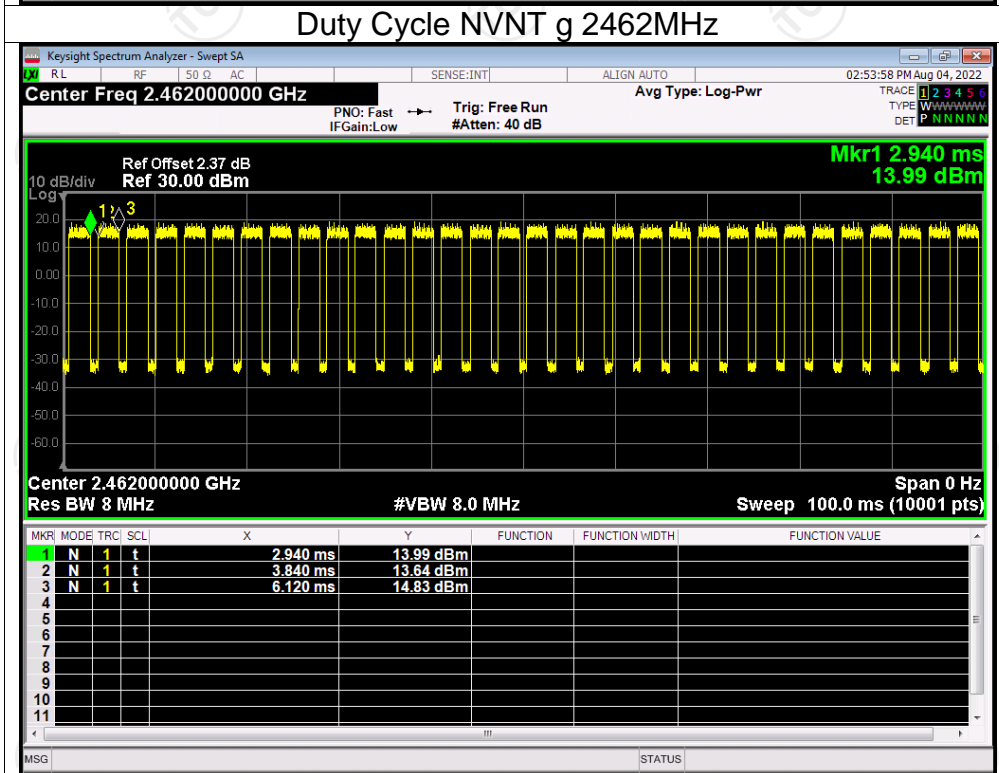 Duty Cycle NVNT g 2462MHz
Keysight Spectrum Analyzer - Swept SA
LXI RL RF 50 Ω AC SENSE:INT ALIGN AUTO 02:53:58 PM Aug 04, 2022
Center Freq 2.462000000 GHz Avg Type: Log-Pwr TRACE 1 2 3 4 5 6
PNO: Fast Trig: Free Run TYPE WWWWWW
IFGain:Low #Atten: 40 dB DET P N N N N N
Mkr1 2.940 ms
13.99 dBm
Ref Offset 2.37 dB
10 dB/div Ref 30.00 dBm
Log
1 2 3
20.0
10.0
0.00
-10.0
-20.0
-30.0
-40.0
-50.0
-60.0
Center 2.462000000 GHz Span 0 Hz
Res BW 8 MHz #VBW 8.0 MHz Sweep 100.0 ms (10001 pts)
MKR MODE TRC SCL X Y FUNCTION FUNCTION WIDTH FUNCTION VALUE
1 N 1 t 2.940 ms 13.99 dBm
2 N 1 t 3.840 ms 13.64 dBm
3 N 1 t 6.120 ms 14.83 dBm
4
5
6
7
8
9
10
11
MSG STATUS